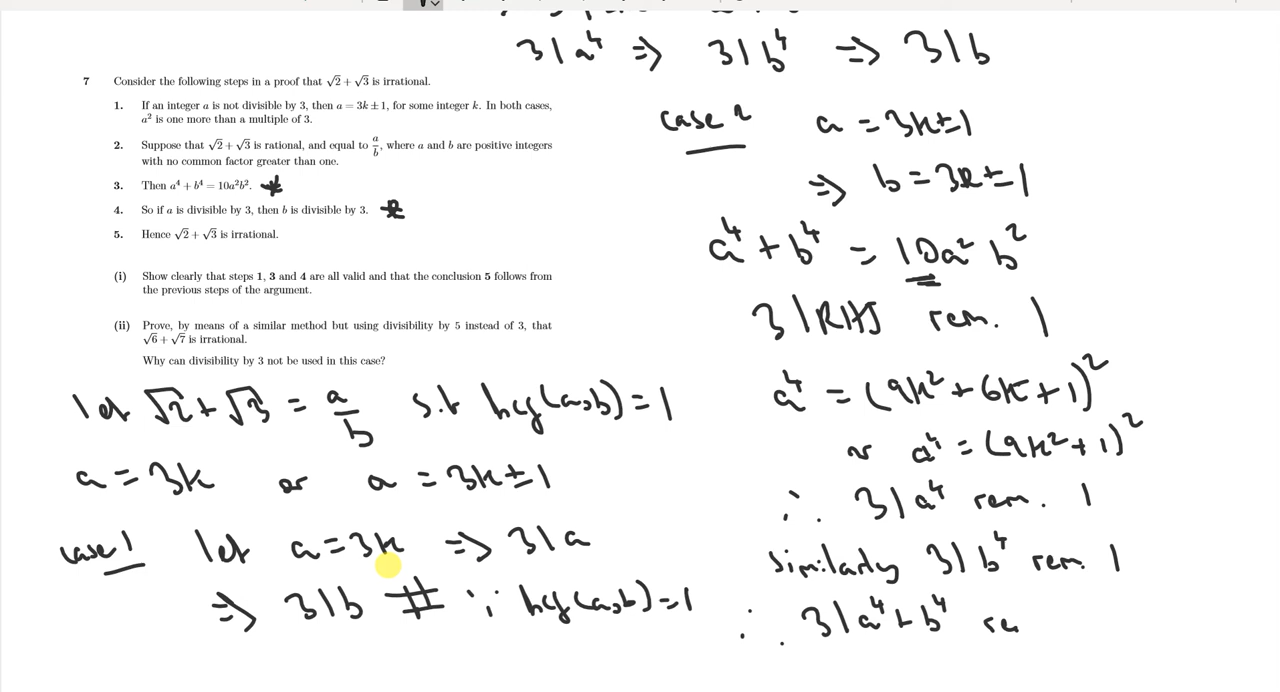 3|a⁴ ⇒ 3|b⁴ ⇒ 3|b
7 Consider the following steps in a proof that √2 + √3 is irrational.
1. If an integer a is not divisible by 3, then a = 3k ± 1, for some integer k. In both cases,
a² is one more than a multiple of 3.
2. Suppose that √2 + √3 is rational, and equal to a/b, where a and b are positive integers
with no common factor greater than one.
3. Then a⁴ + b⁴ = 10a²b². *
4. So if a is divisible by 3, then b is divisible by 3. *
5. Hence √2 + √3 is irrational.
(i) Show clearly that steps 1, 3 and 4 are all valid and that the conclusion 5 follows from
the previous steps of the argument.
(ii) Prove, by means of a similar method but using divisibility by 5 instead of 3, that
√6 + √7 is irrational.
Why can divisibility by 3 not be used in this case?
let √2 + √3 = a/b s.t hcf(a,b) = 1
a = 3k or a = 3k ± 1
case 1 let a = 3k ⇒ 3|a
⇒ 3|b # ∵ hcf(a,b) = 1
case 2 a = 3k ± 1
⇒ b = 3l ± 1
a⁴ + b⁴ = 10a² b²
3|RHS rem. 1
a⁴ = (9k² + 6k + 1)²
or a⁴ = (9k² + 1)²
∴ 3|a⁴ rem. 1
Similarly 3|b⁴ rem. 1
∴ 3|a⁴ + b⁴ re